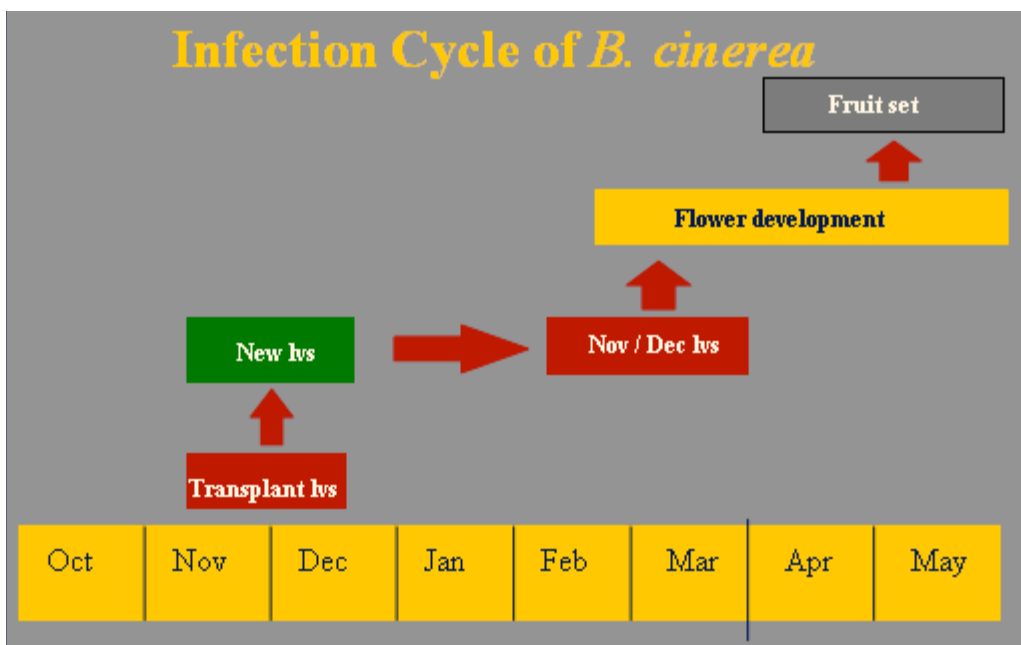 Infection Cycle of B. cinerea
Fruit set
Flower development
New lvs
Nov / Dec lvs
Transplant lvs
Oct Nov Dec Jan Feb Mar Apr May